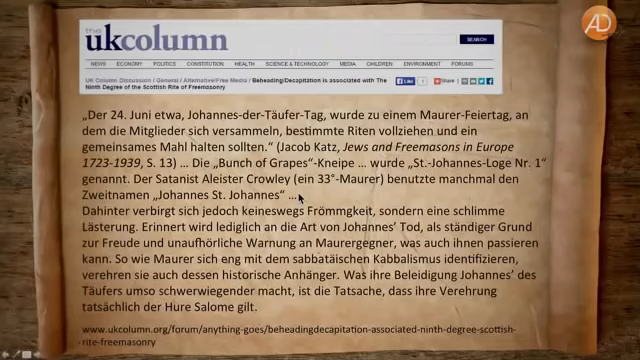 AD
the
ukcolumn
SEARCH
NEWS ECONOMY POLITICS CONSTITUTION HEALTH SCIENCE & TECHNOLOGY MEDIA CHILDREN ENVIRONMENT FORUMS
UK Column Discussion / General / Alternative/Free Media / Beheading/Decapitation is associated with The
Ninth Degree of the Scottish Rite of Freemasonry
Like Share
„Der 24. Juni etwa, Johannes-der-Täufer-Tag, wurde zu einem Maurer-Feiertag, an
dem die Mitglieder sich versammeln, bestimmte Riten vollziehen und ein
gemeinsames Mahl halten sollten.“ (Jacob Katz, Jews and Freemasons in Europe
1723-1939, S. 13) … Die „Bunch of Grapes“-Kneipe … wurde „St.-Johannes-Loge Nr. 1“
genannt. Der Satanist Aleister Crowley (ein 33°-Maurer) benutzte manchmal den
Zweitnamen „Johannes St. Johannes“ …
Dahinter verbirgt sich jedoch keineswegs Frömmgkeit, sondern eine schlimme
Lästerung. Erinnert wird lediglich an die Art von Johannes’ Tod, als ständiger Grund
zur Freude und unaufhörliche Warnung an Maurergegner, was auch ihnen passieren
kann. So wie Maurer sich eng mit dem sabbatäischen Kabbalismus identifizieren,
verehren sie auch dessen historische Anhänger. Was ihre Beleidigung Johannes’ des
Täufers umso schwerwiegender macht, ist die Tatsache, dass ihre Verehrung
tatsächlich der Hure Salome gilt.
www.ukcolumn.org/forum/anything-goes/beheadingdecapitation-associated-ninth-degree-scottish-
rite-freemasonry